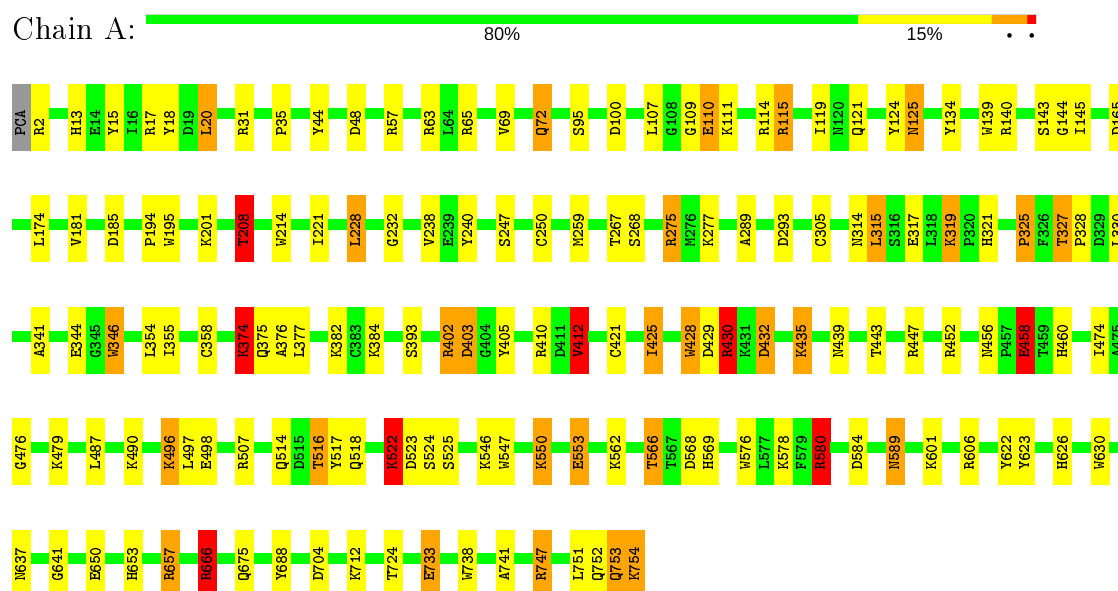 Chain A:
80% 15% • •
PCA R2 H13 E14 Y15 I16 R17 Y18 D19 L20 R31 P35 Y44 D48 R57 R63 L64 R65 V69 Q72 S95 D100 L107 G108 G109 E110 K111 R114 R115 I119 N120 Q121 Y124 N125 Y134 W139 R140 S143 G144 I145 D165
L174 V181 D185 P194 W195 K201 T208 W214 I221 L228 G232 V238 E239 Y240 S247 C250 M259 T267 S268 R275 M276 K277 A289 D293 C305 N314 L315 S316 E317 L318 K319 P320 H321 P325 F326 T327 P328 D329 L330
A341 E344 G345 W346 L354 I355 C358 K374 Q375 A376 L377 K382 C383 K384 S393 R402 D403 G404 Y405 R410 D411 V412 C421 I425 W428 D429 R430 K431 D432 K435 N439 T443 R447 R452 N456 P457 E458 T459 H460 I474 A475
G476 K479 L487 K490 K496 L497 E498 R507 Q514 D515 T516 Y517 Q518 K522 D523 S524 S525 K546 W547 K550 E553 K562 T566 T567 D568 H569 W576 L577 K578 F579 R580 D584 N589 K601 R606 Y622 Y623 H626 W630
N637 G641 E650 H653 R657 R666 Q675 Y688 D704 K712 T724 E733 W738 A741 R747 L751 Q752 Q753 K754